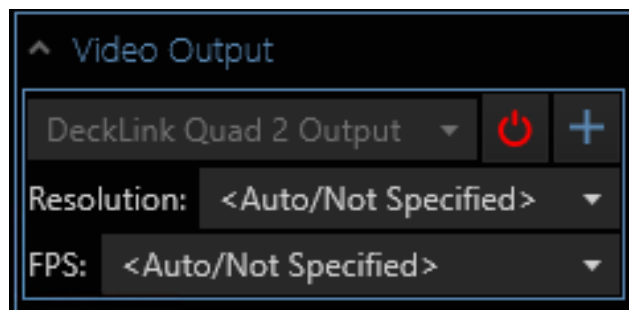 Video Output
DeckLink Quad 2 Output
Resolution: <Auto/Not Specified>
FPS: <Auto/Not Specified>